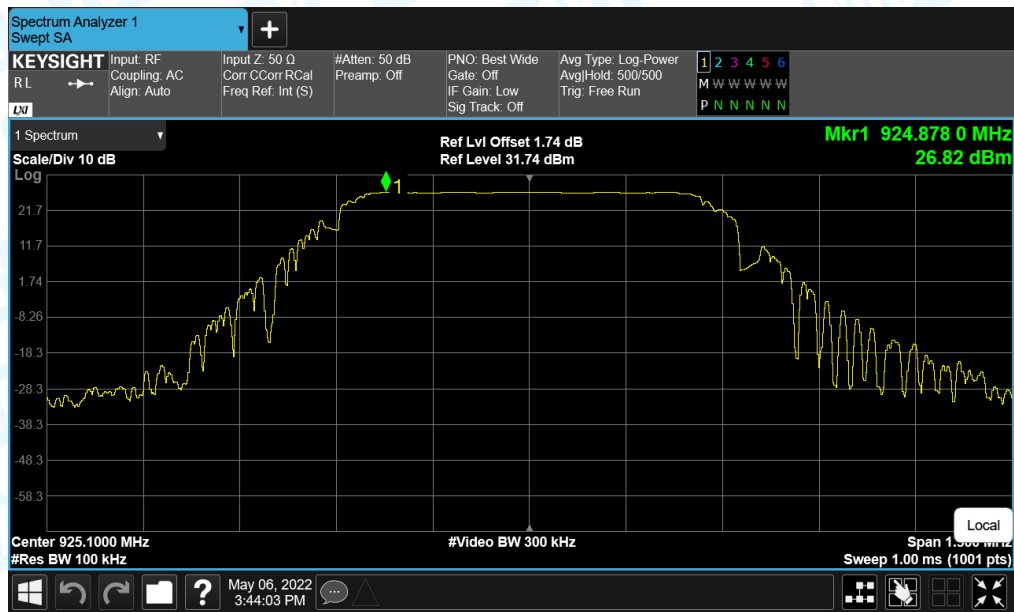 Spectrum Analyzer 1
Swept SA
+
KEYSIGHT
R L
LXI
Input: RF
Coupling: AC
Align: Auto
Input Z: 50 Ω
Corr CCorr RCal
Freq Ref: Int (S)
#Atten: 50 dB
Preamp: Off
PNO: Best Wide
Gate: Off
IF Gain: Low
Sig Track: Off
Avg Type: Log-Power
Avg|Hold: 500/500
Trig: Free Run
1 2 3 4 5 6
M W W W W W
P N N N N N
1 Spectrum
Scale/Div 10 dB
Ref Lvl Offset 1.74 dB
Ref Level 31.74 dBm
Mkr1 924.878 0 MHz
26.82 dBm
Log
1
21.7
11.7
1.74
-8.26
-18.3
-28.3
-38.3
-48.3
-58.3
Local
Center 925.1000 MHz
#Res BW 100 kHz
#Video BW 300 kHz
Span 1.500 MHz
Sweep 1.00 ms (1001 pts)
?
May 06, 2022
3:44:03 PM